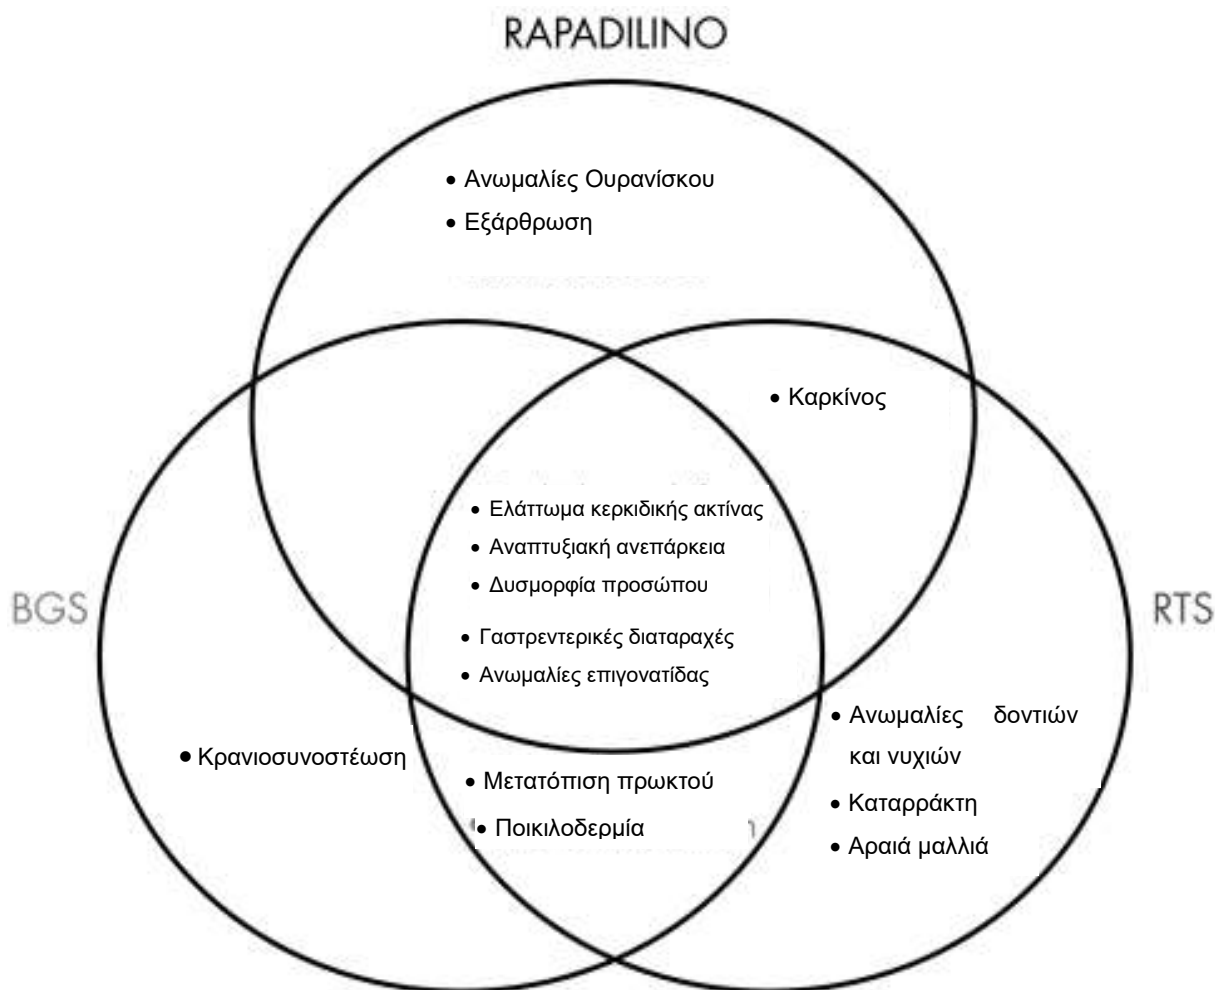 RAPADILINO
• Ανωμαλίες Ουρανίσκου
• Εξάρθρωση
• Καρκίνος
• Ελάττωμα κερκιδικής ακτίνας
• Αναπτυξιακή ανεπάρκεια
• Δυσμορφία προσώπου
BGS
RTS
• Γαστρεντερικές διαταραχές
• Ανωμαλίες επιγονατίδας
• Ανωμαλίες δοντιών
και νυχιών
• Κρανιοσυνοστέωση
• Μετατόπιση πρωκτού
• Καταρράκτη
• Ποικιλοδερμία
• Αραιά μαλλιά